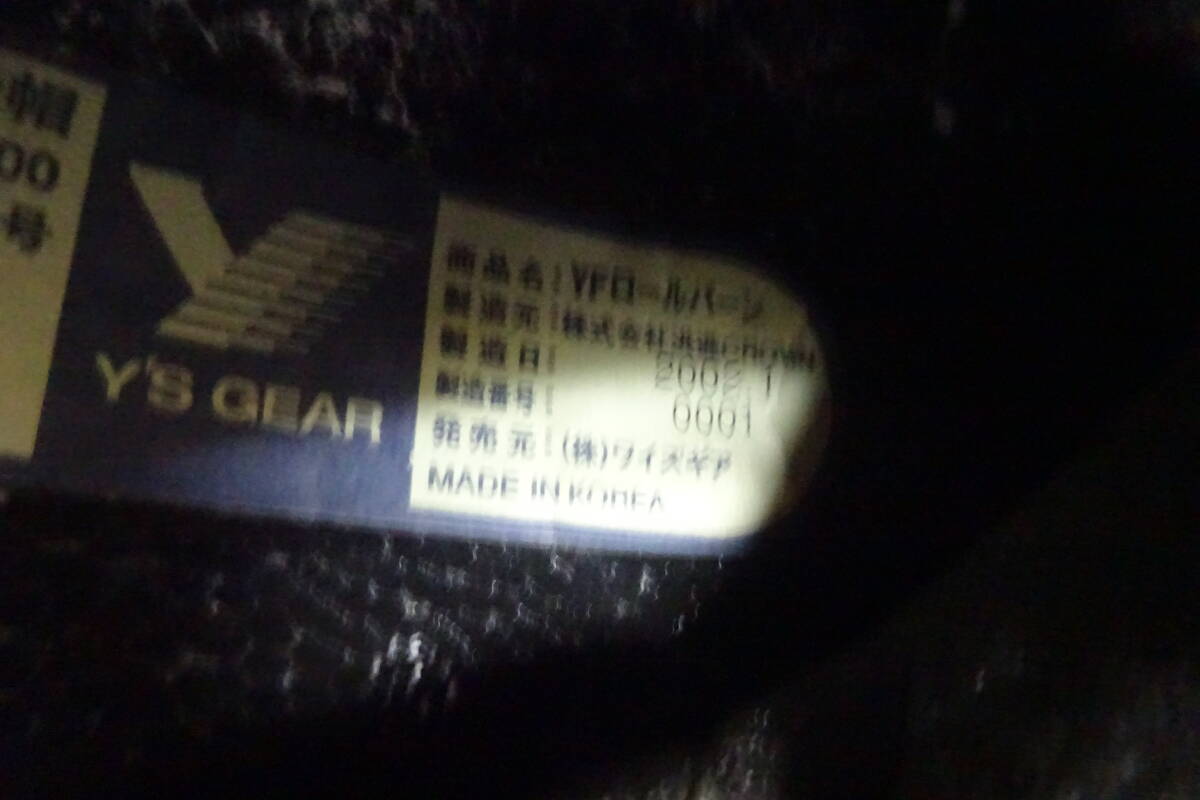 帽
00
号
Y'S GEAR
商品名: YFロールバーン
製造元: 株式会社洪進CROWN
製造日: 2002 1
製造番号: 0001
発売元: (株)ワイズギア
MADE IN KOREA